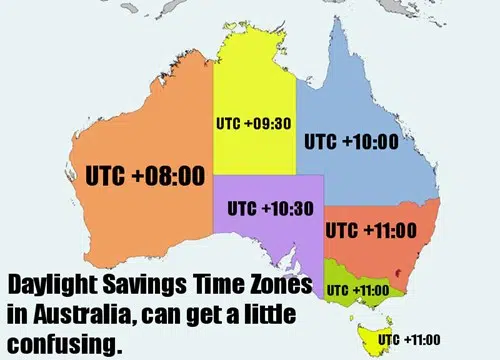 UTC +09:30
UTC +10:00
UTC +08:00
UTC +10:30
UTC +11:00
Daylight Savings Time Zones
in Australia, can get a little
confusing.
UTC +11:00
UTC +11:00